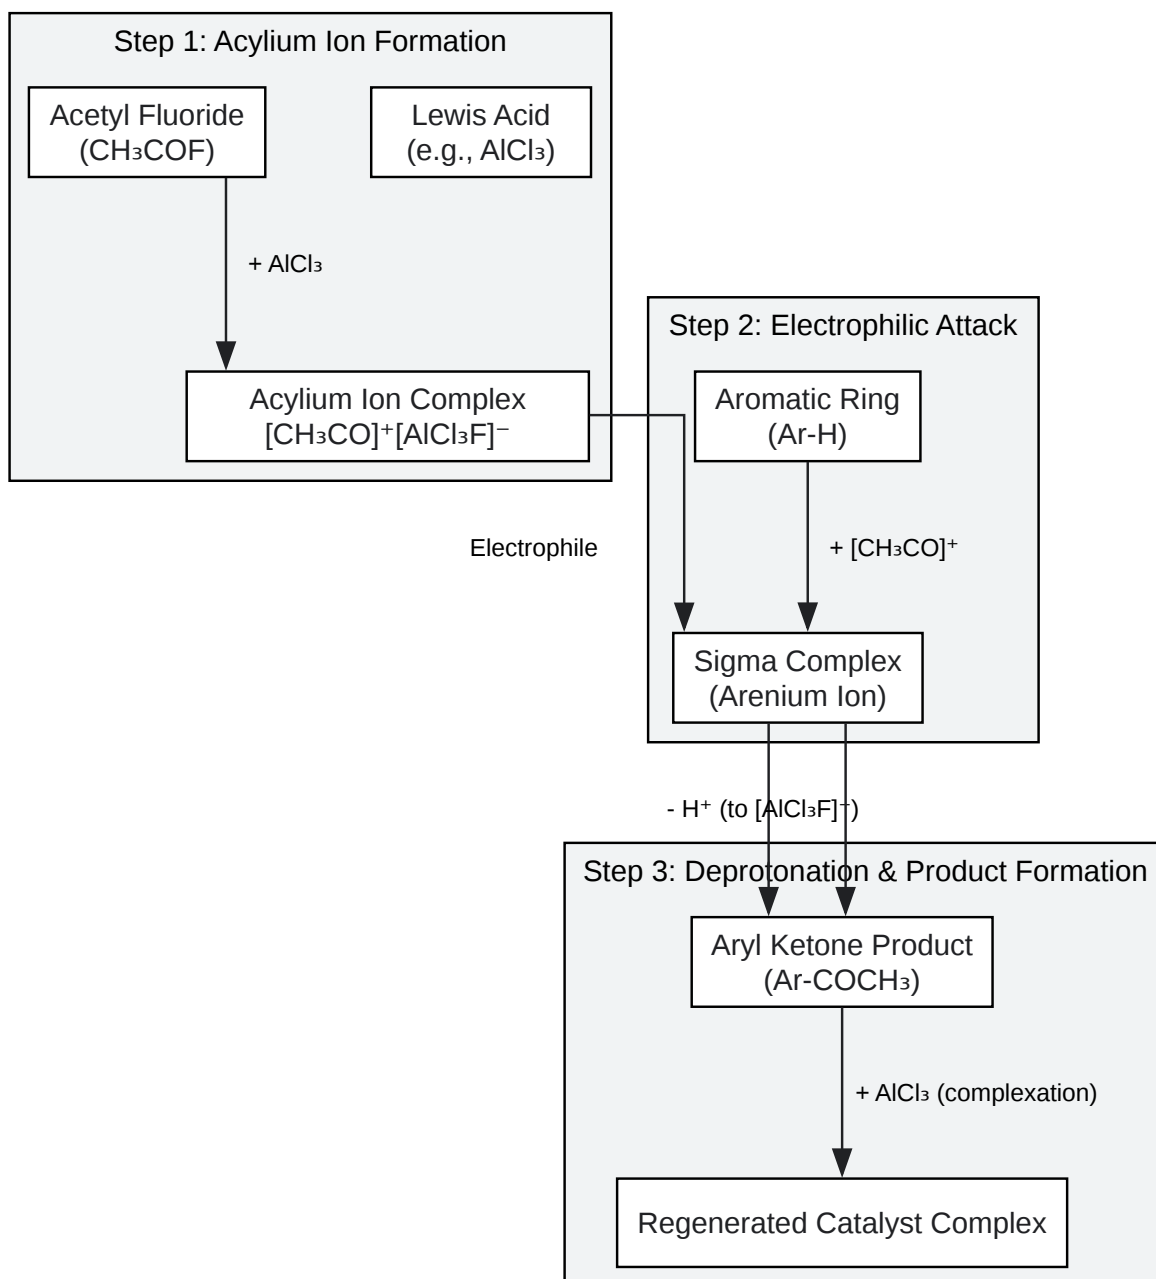 Step 1: Acylium Ion Formation
Acetyl Fluoride
(CH₃COF)
Lewis Acid
(e.g., AlCl₃)
+ AlCl₃
Acylium Ion Complex
[CH₃CO]⁺[AlCl₃F]⁻
Step 2: Electrophilic Attack
Aromatic Ring
(Ar-H)
Electrophile
+ [CH₃CO]⁺
Sigma Complex
(Arenium Ion)
- H⁺ (to [AlCl₃F]⁻)
Step 3: Deprotonation & Product Formation
Aryl Ketone Product
(Ar-COCH₃)
+ AlCl₃ (complexation)
Regenerated Catalyst Complex